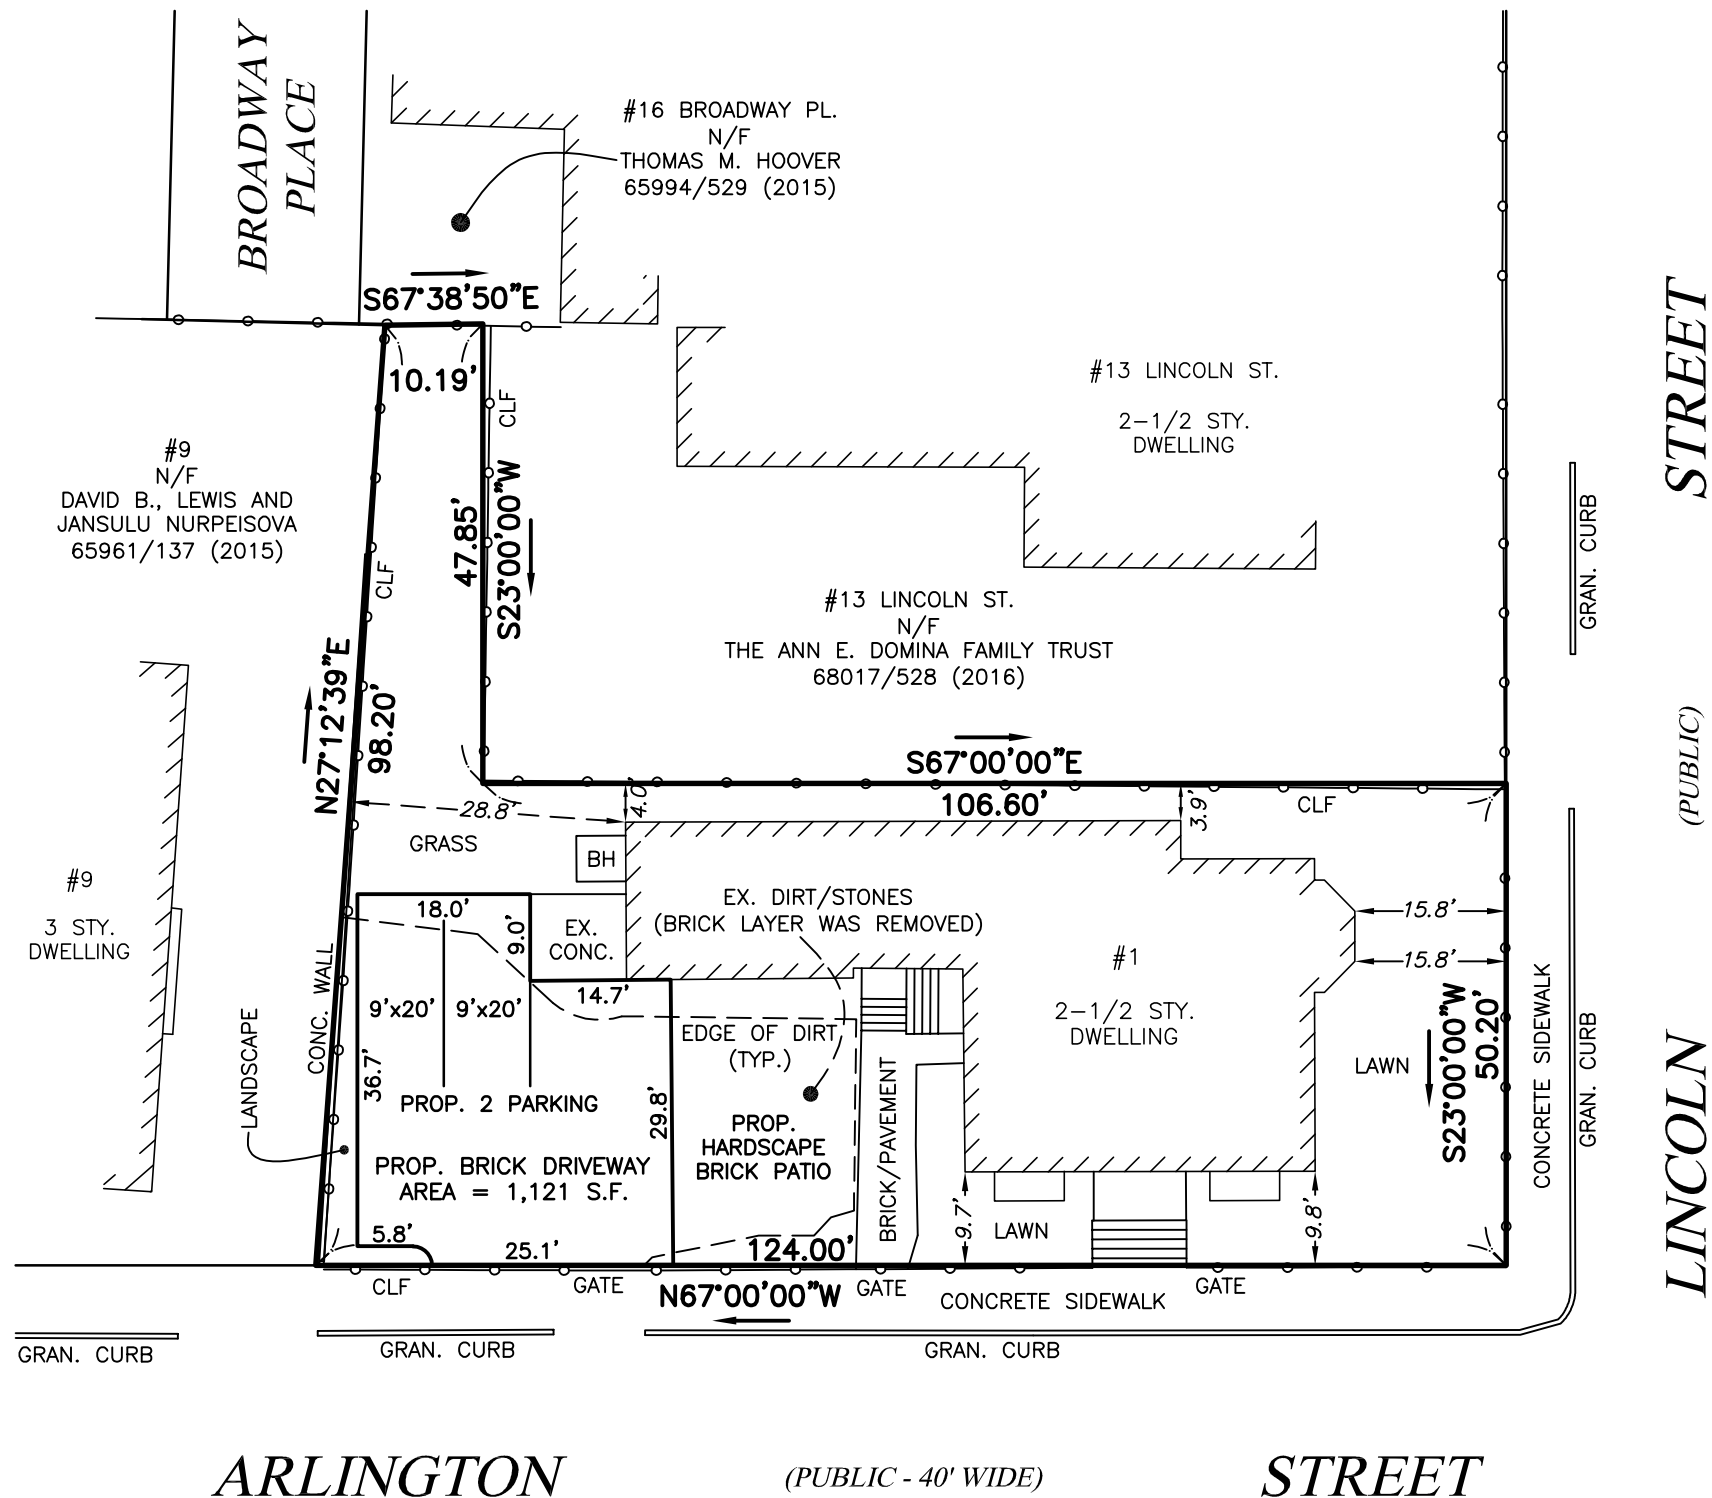 BROADWAY
PLACE
#16 BROADWAY PL.
N/F
THOMAS M. HOOVER
65994/529 (2015)
S67°38'50"E
10.19'
CLF
#13 LINCOLN ST.
2-1/2 STY.
DWELLING
STREET
#9
N/F
DAVID B., LEWIS AND
JANSULU NURPEISOVA
65961/137 (2015)
CLF
47.85'
S23°00'00"W
GRAN. CURB
#13 LINCOLN ST.
N/F
THE ANN E. DOMINA FAMILY TRUST
68017/528 (2016)
N27°12'39"E
98.20'
S67°00'00"E
106.60'
(PUBLIC)
28.8'
4.0'
3.9'
CLF
GRASS
BH
#9
3 STY.
DWELLING
18.0'
9.0'
EX.
CONC.
EX. DIRT/STONES
(BRICK LAYER WAS REMOVED)
15.8'
15.8'
#1
2-1/2 STY.
DWELLING
CONC. WALL
LANDSCAPE
14.7'
9'x20'
9'x20'
EDGE OF DIRT
(TYP.)
36.7'
29.8'
PROP. 2 PARKING
PROP. BRICK DRIVEWAY
AREA = 1,121 S.F.
PROP.
HARDSCAPE
BRICK PATIO
BRICK/PAVEMENT
LAWN
S23°00'00"W
50.20'
CONCRETE SIDEWALK
GRAN. CURB
LINCOLN
5.8'
25.1'
124.00'
9.7'
LAWN
9.8'
CLF
GATE
N67°00'00"W
GATE
CONCRETE SIDEWALK
GATE
GRAN. CURB
GRAN. CURB
GRAN. CURB
ARLINGTON
(PUBLIC - 40' WIDE)
STREET